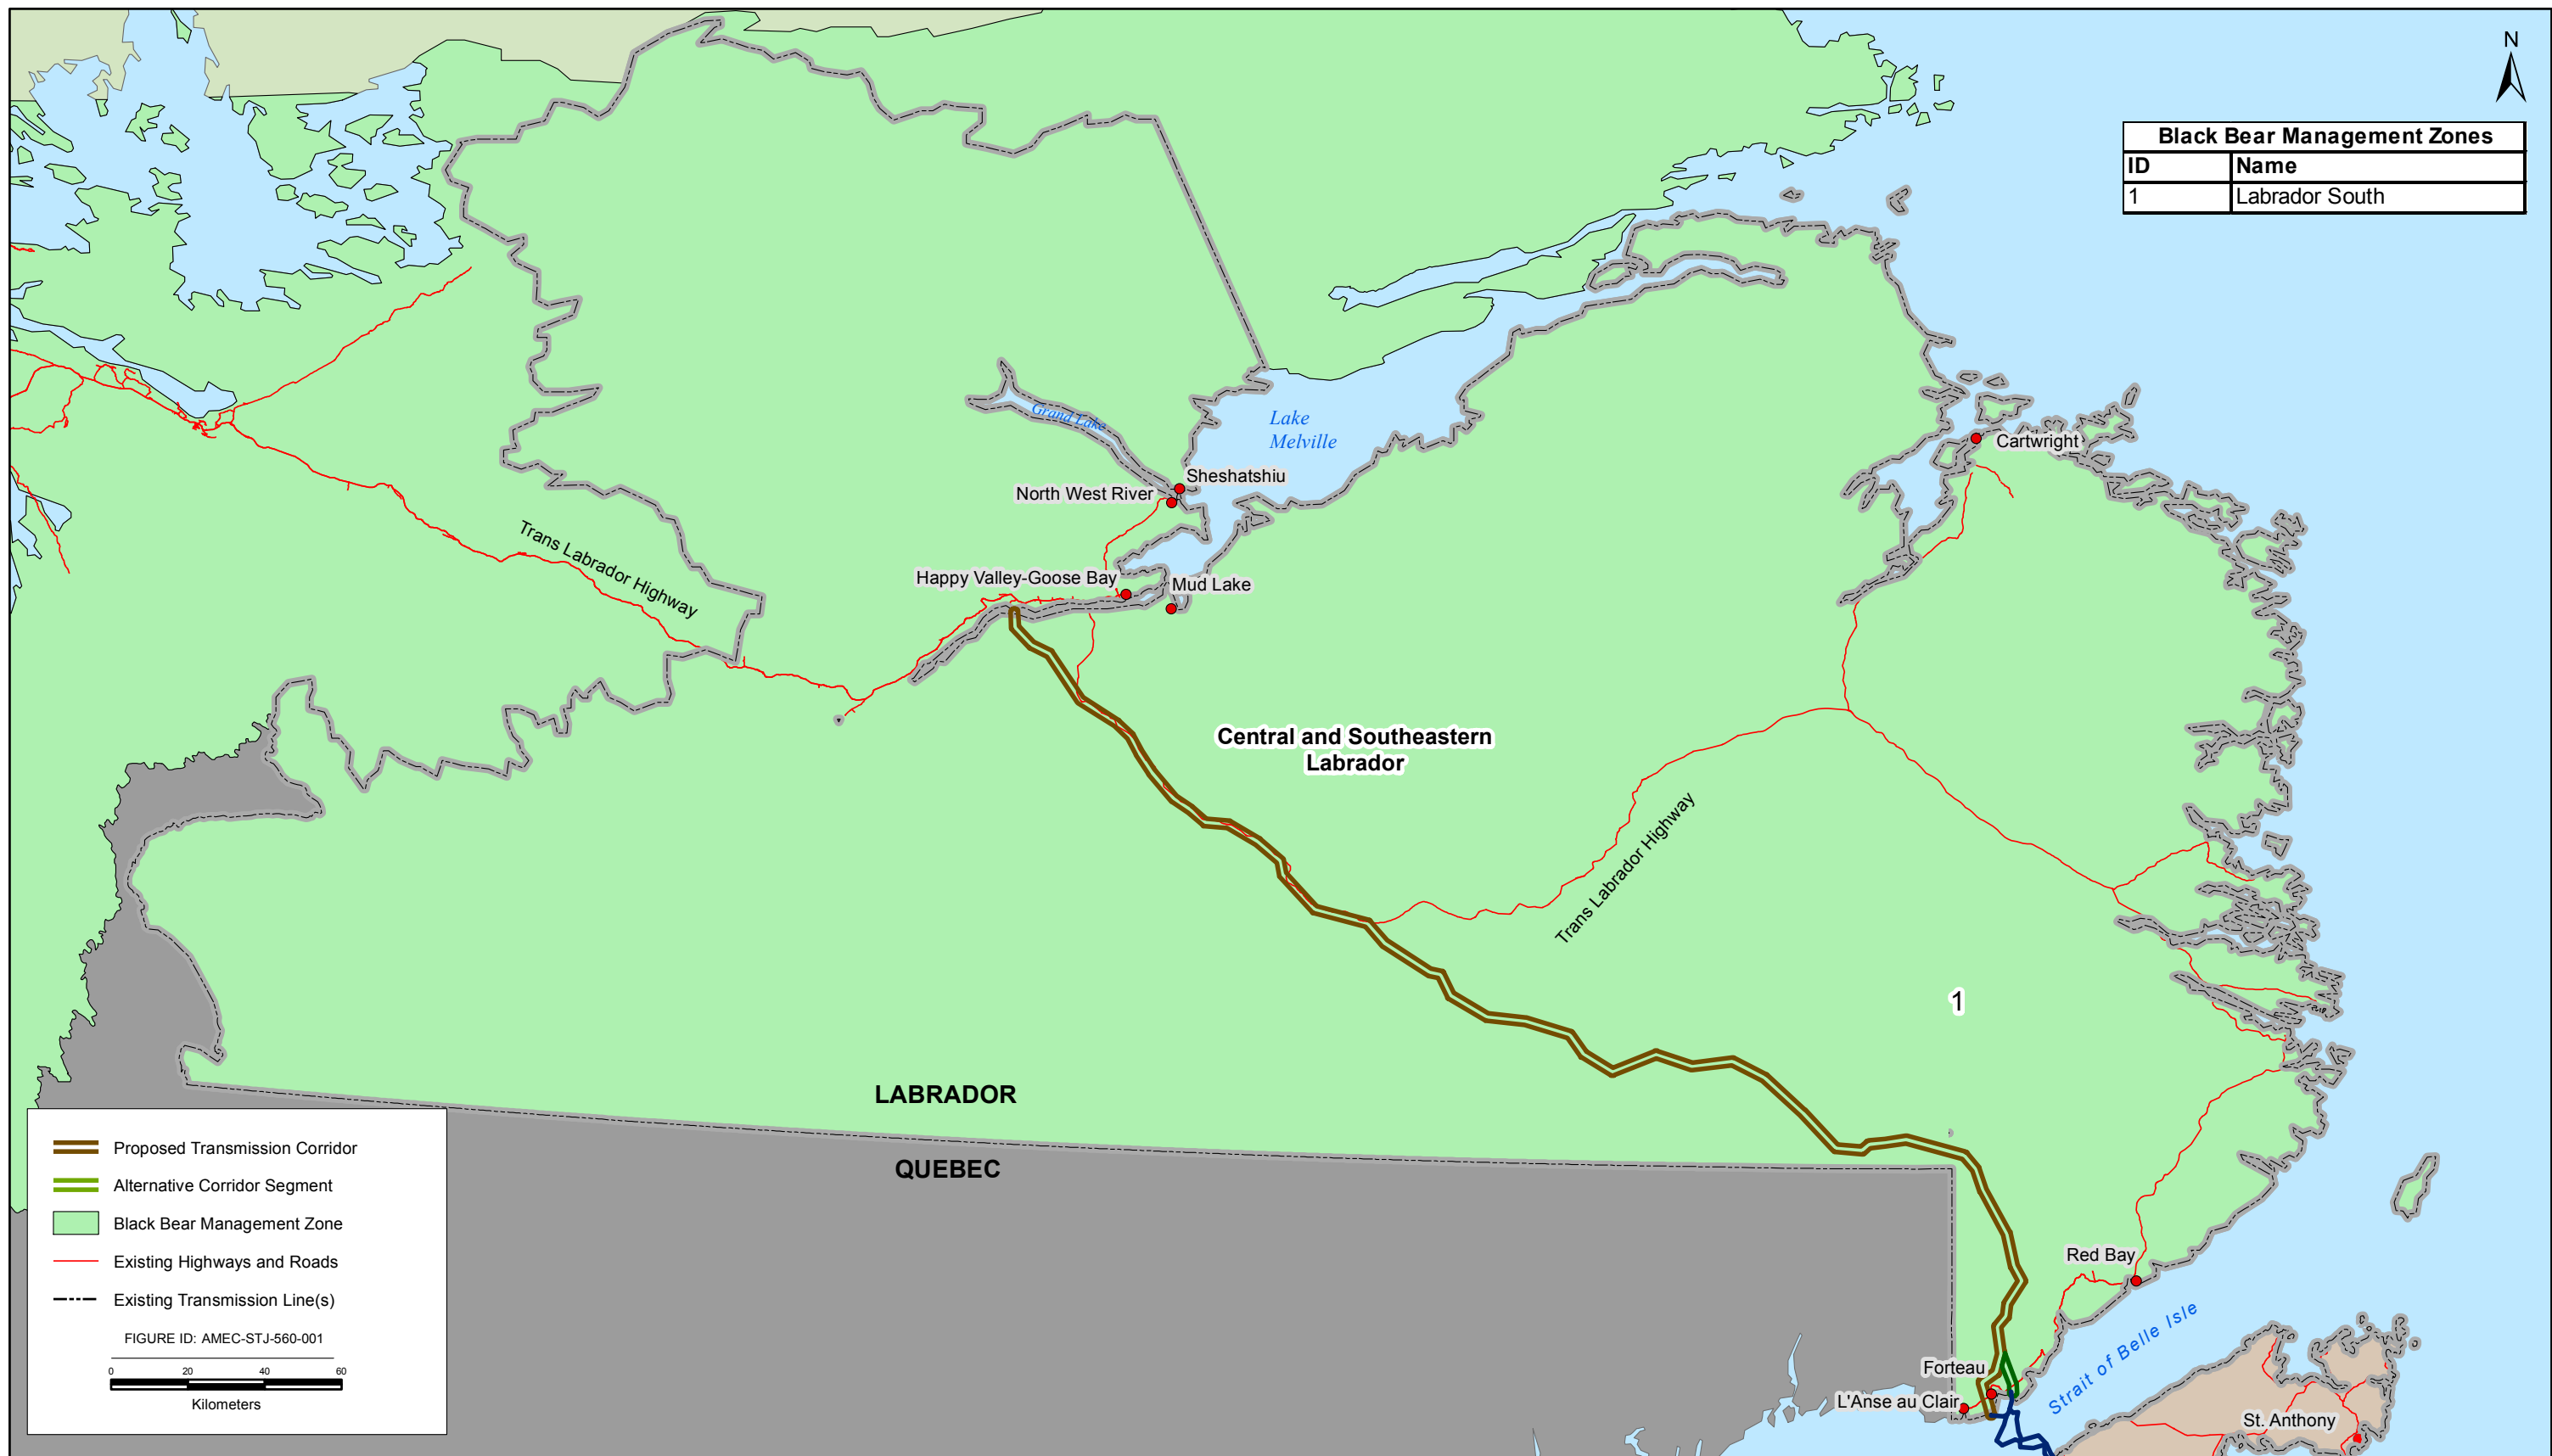 N
Black Bear Management Zones
ID Name
1 Labrador South
Grand Lake
Lake
Melville
Cartwright
Sheshatshiu
North West River
Trans Labrador Highway
Happy Valley-Goose Bay
Mud Lake
Central and Southeastern
Labrador
Trans Labrador Highway
1
LABRADOR
QUEBEC
Proposed Transmission Corridor
Alternative Corridor Segment
Black Bear Management Zone
Existing Highways and Roads
Existing Transmission Line(s)
FIGURE ID: AMEC-STJ-560-001
0 20 40 60
Kilometers
Red Bay
Strait of Belle Isle
Forteau
L'Anse au Clair
St. Anthony